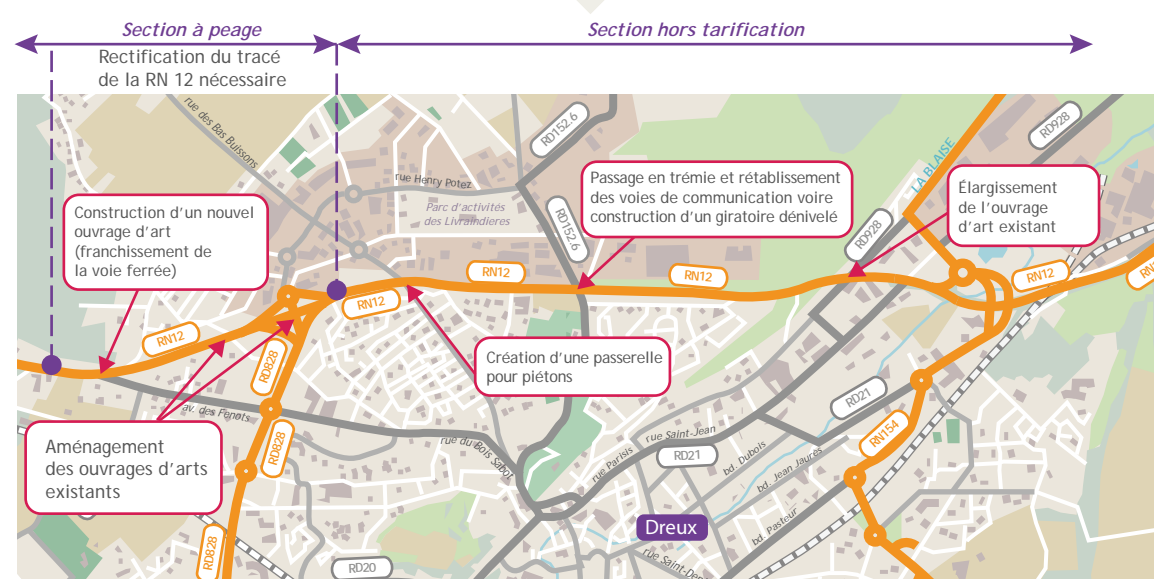 Section à peage
Section hors tarification
Rectification du tracé
de la RN 12 nécessaire
rue des Bas Buissons
RD152.6
RD928
LA BLAISE
rue Henry Potez
Parc d'activités
des Livraindieres
Passage en trémie et rétablissement
des voies de communication voire
construction d'un giratoire dénivelé
Élargissement
de l'ouvrage
d'art existant
Construction d'un nouvel
ouvrage d'art
(franchissement de
la voie ferrée)
RD152.6
RD928
RN12
RN12
RN12
RN12
RN12
RN12
RD828
Création d'une passerelle
pour piétons
av. des Fenots
RD21
RN154
Aménagement
des ouvrages d'arts
existants
RD828
rue du Bois Sabot
rue Saint-Jean
RD21
rue Parisis
bd. Dubois
bd. Jean Jaurès
bd. Pasteur
Dreux
RD828
RD20
rue Saint-Den